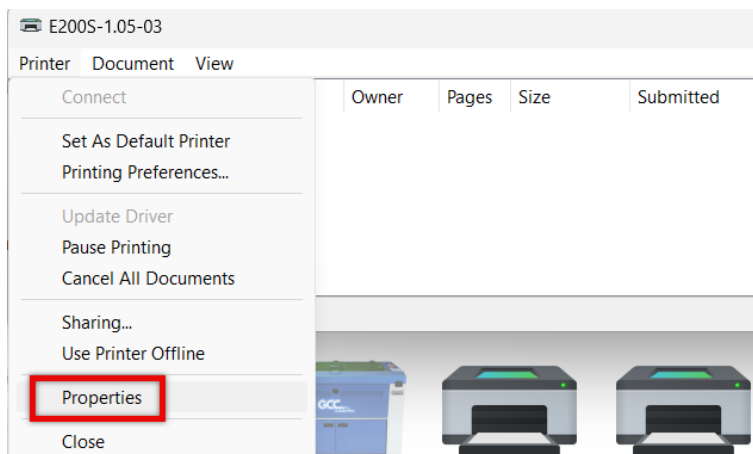 E200S-1.05-03
Printer Document View
Connect
Owner Pages Size Submitted
Set As Default Printer
Printing Preferences...
Update Driver
Pause Printing
Cancel All Documents
Sharing...
Use Printer Offline
Properties
GCC
Close